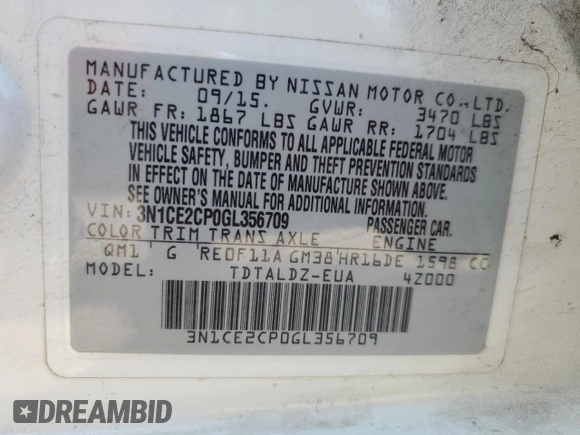 MANUFACTURED BY NISSAN MOTOR CO., LTD.
DATE: 09/15. GVWR: 3470 LBS
GAWR FR: 1867 LBS GAWR RR: 1704 LBS
THIS VEHICLE CONFORMS TO ALL APPLICABLE FEDERAL MOTOR
VEHICLE SAFETY, BUMPER AND THEFT PREVENTION STANDARDS
IN EFFECT ON THE DATE OF MANUFACTURE SHOWN ABOVE.
SEE OWNER'S MANUAL FOR ADDITIONAL INFORMATION.
VIN: 3N1CE2CP0GL356709 PASSENGER CAR.
COLOR TRIM TRANS AXLE ENGINE
QM1 G RE0F11A GM38 HR16DE 1598 CC
MODEL: TDTALDZ-EUA 4Z000
3N1CE2CP0GL356709
DREAMBID